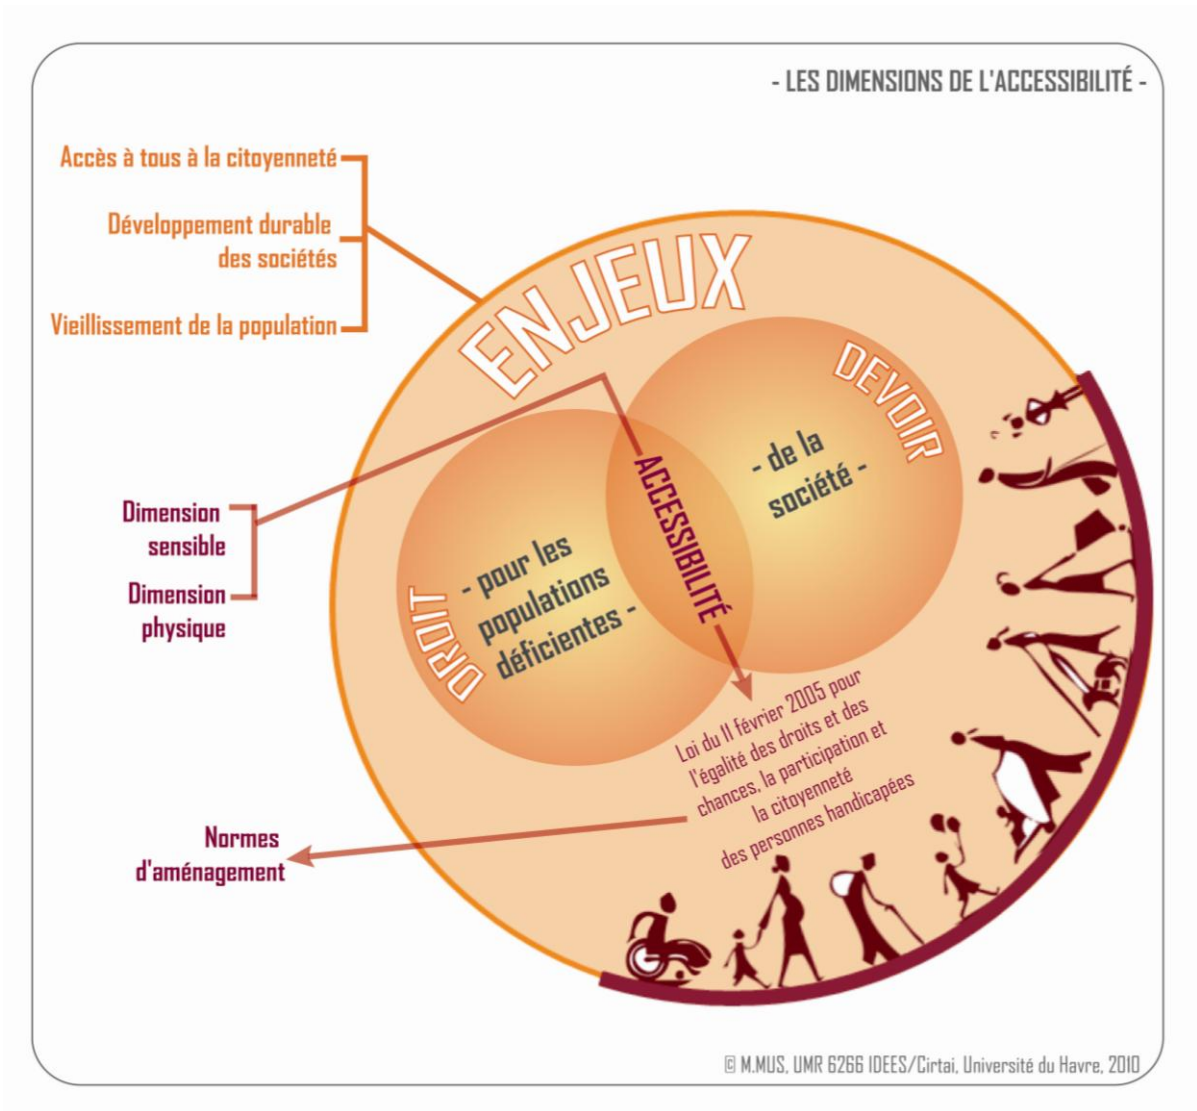 - LES DIMENSIONS DE L'ACCESSIBILITÉ -
Accès à tous à la citoyenneté
Développement durable
des sociétés
Vieillissement de la population
ENJEUX
DEVOIR
- de la
société -
ACCESSIBILITÉ
Dimension
sensible
Dimension
physique
DROIT
- pour les
populations
déficientes -
Loi du 11 février 2005 pour
l'égalité des droits et des
chances, la participation et
la citoyenneté
des personnes handicapées
Normes
d'aménagement
© M.MUS, UMR 6266 IDEES/Cirtai, Université du Havre, 2010